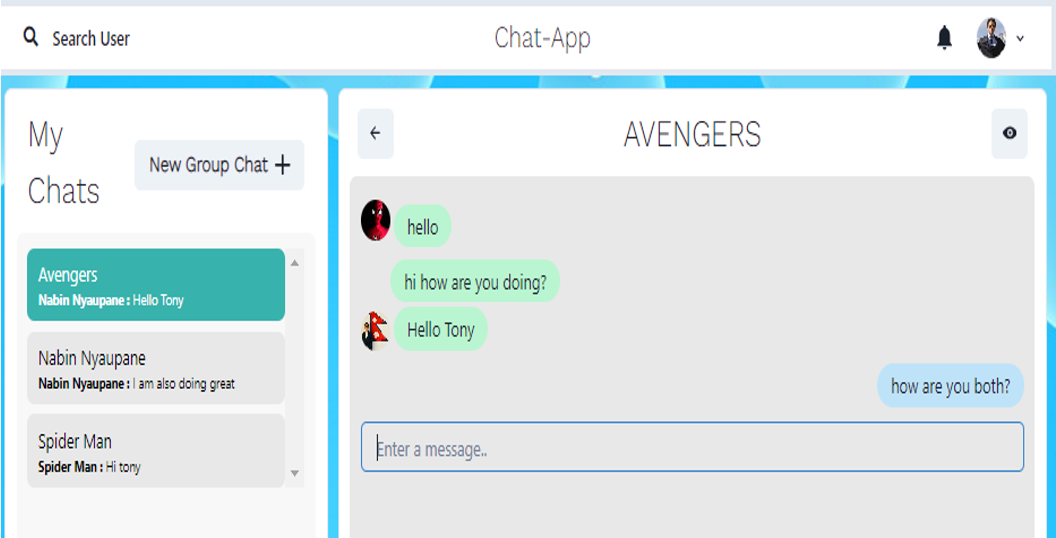 Search User
Chat-App
My
Chats
New Group Chat +
Avengers
Nabin Nyaupane : Hello Tony
Nabin Nyaupane
Nabin Nyaupane : I am also doing great
Spider Man
Spider Man : Hi tony
AVENGERS
hello
hi how are you doing?
Hello Tony
how are you both?
Enter a message..